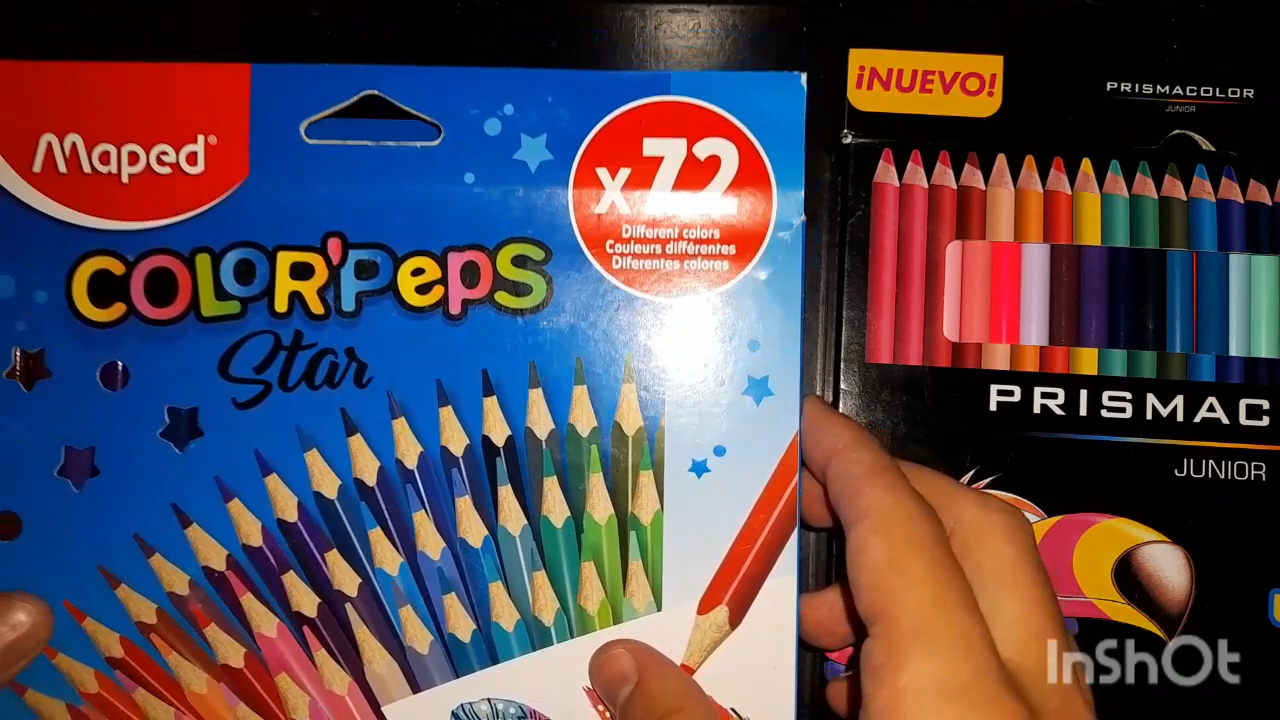 Maped®
COLOR'PEPS
Star
x72
Different colors
Couleurs différentes
Diferentes colores
¡NUEVO!
PRISMACOLOR
JUNIOR
PRISMAC
JUNIOR
InShOt